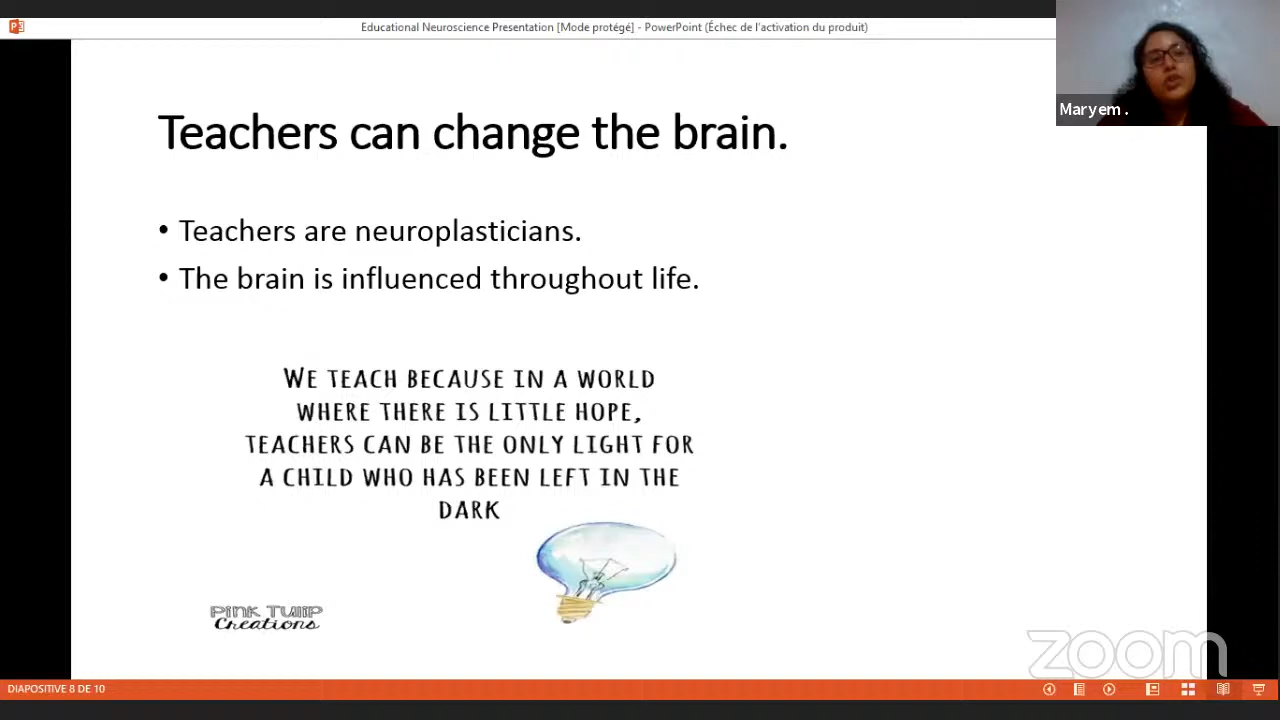 Educational Neuroscience Presentation [Mode protégé] - PowerPoint (Échec de l'activation du produit)
Maryem .
Teachers can change the brain.
• Teachers are neuroplasticians.
• The brain is influenced throughout life.
WE TEACH BECAUSE IN A WORLD
WHERE THERE IS LITTLE HOPE,
TEACHERS CAN BE THE ONLY LIGHT FOR
A CHILD WHO HAS BEEN LEFT IN THE
DARK
PINK TULIP
Creations
zoom
DIAPOSITIVE 8 DE 10